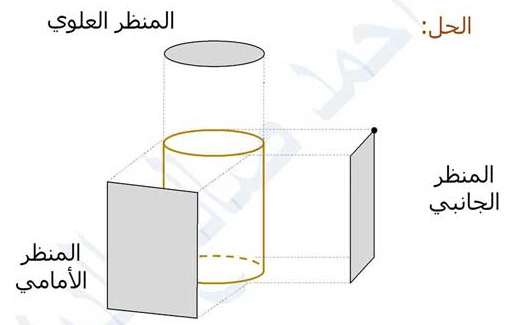 الحل:
المنظر العلوي
المنظر
الجانبي
المنظر
الأمامي